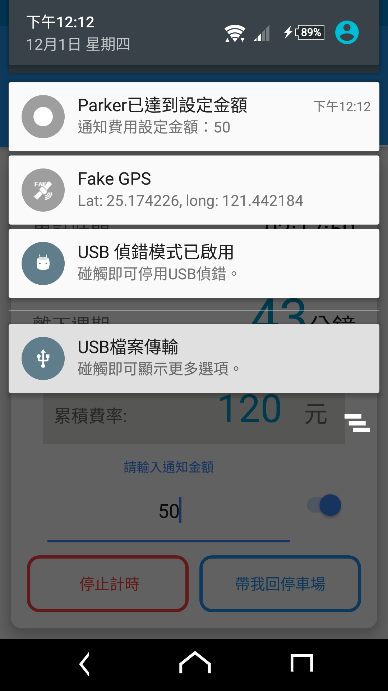 下午12:12
12月1日 星期四
89%
Parker已達到設定金額
下午12:12
通知費用設定金額：50
Fake GPS
Lat: 25.174226, long: 121.442184
USB 偵錯模式已啟用
碰觸即可停用USB偵錯。
43分鐘
USB檔案傳輸
碰觸即可顯示更多選項。
累積費率: 120 元
請輸入通知金額
50
停止計時
帶我回停車場